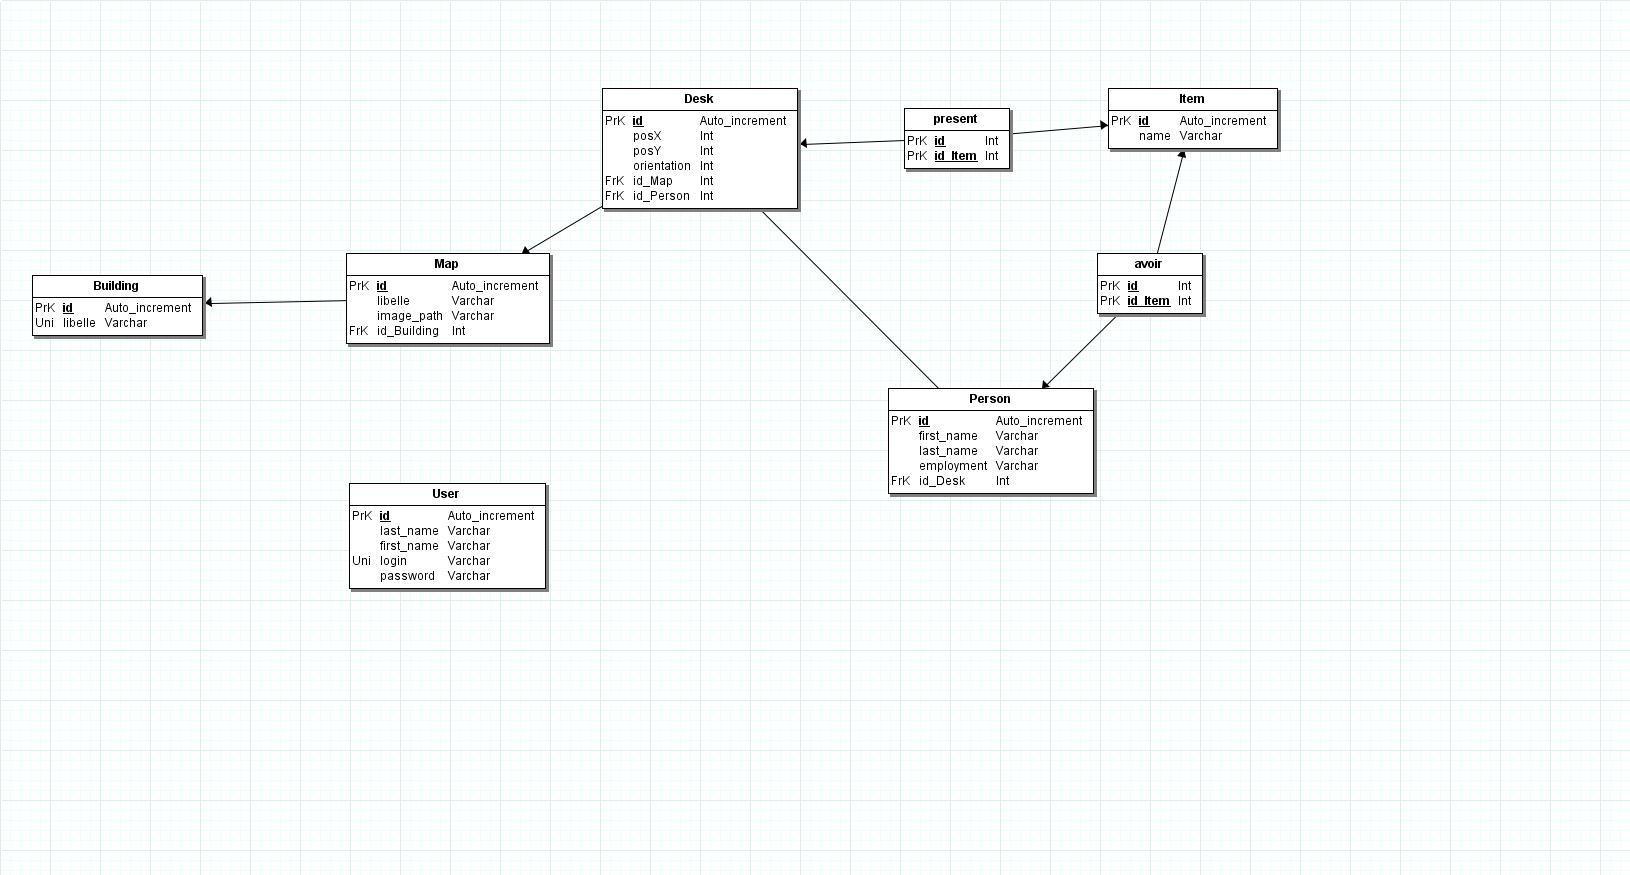 Desk
PrK id Auto_increment
posX Int
posY Int
orientation Int
FrK id_Map Int
FrK id_Person Int
present
PrK id Int
PrK id_Item Int
Item
PrK id Auto_increment
name Varchar
Building
PrK id Auto_increment
Uni libelle Varchar
Map
PrK id Auto_increment
libelle Varchar
image_path Varchar
FrK id_Building Int
avoir
PrK id Int
PrK id_Item Int
Person
PrK id Auto_increment
first_name Varchar
last_name Varchar
employment Varchar
FrK id_Desk Int
User
PrK id Auto_increment
last_name Varchar
first_name Varchar
Uni login Varchar
password Varchar